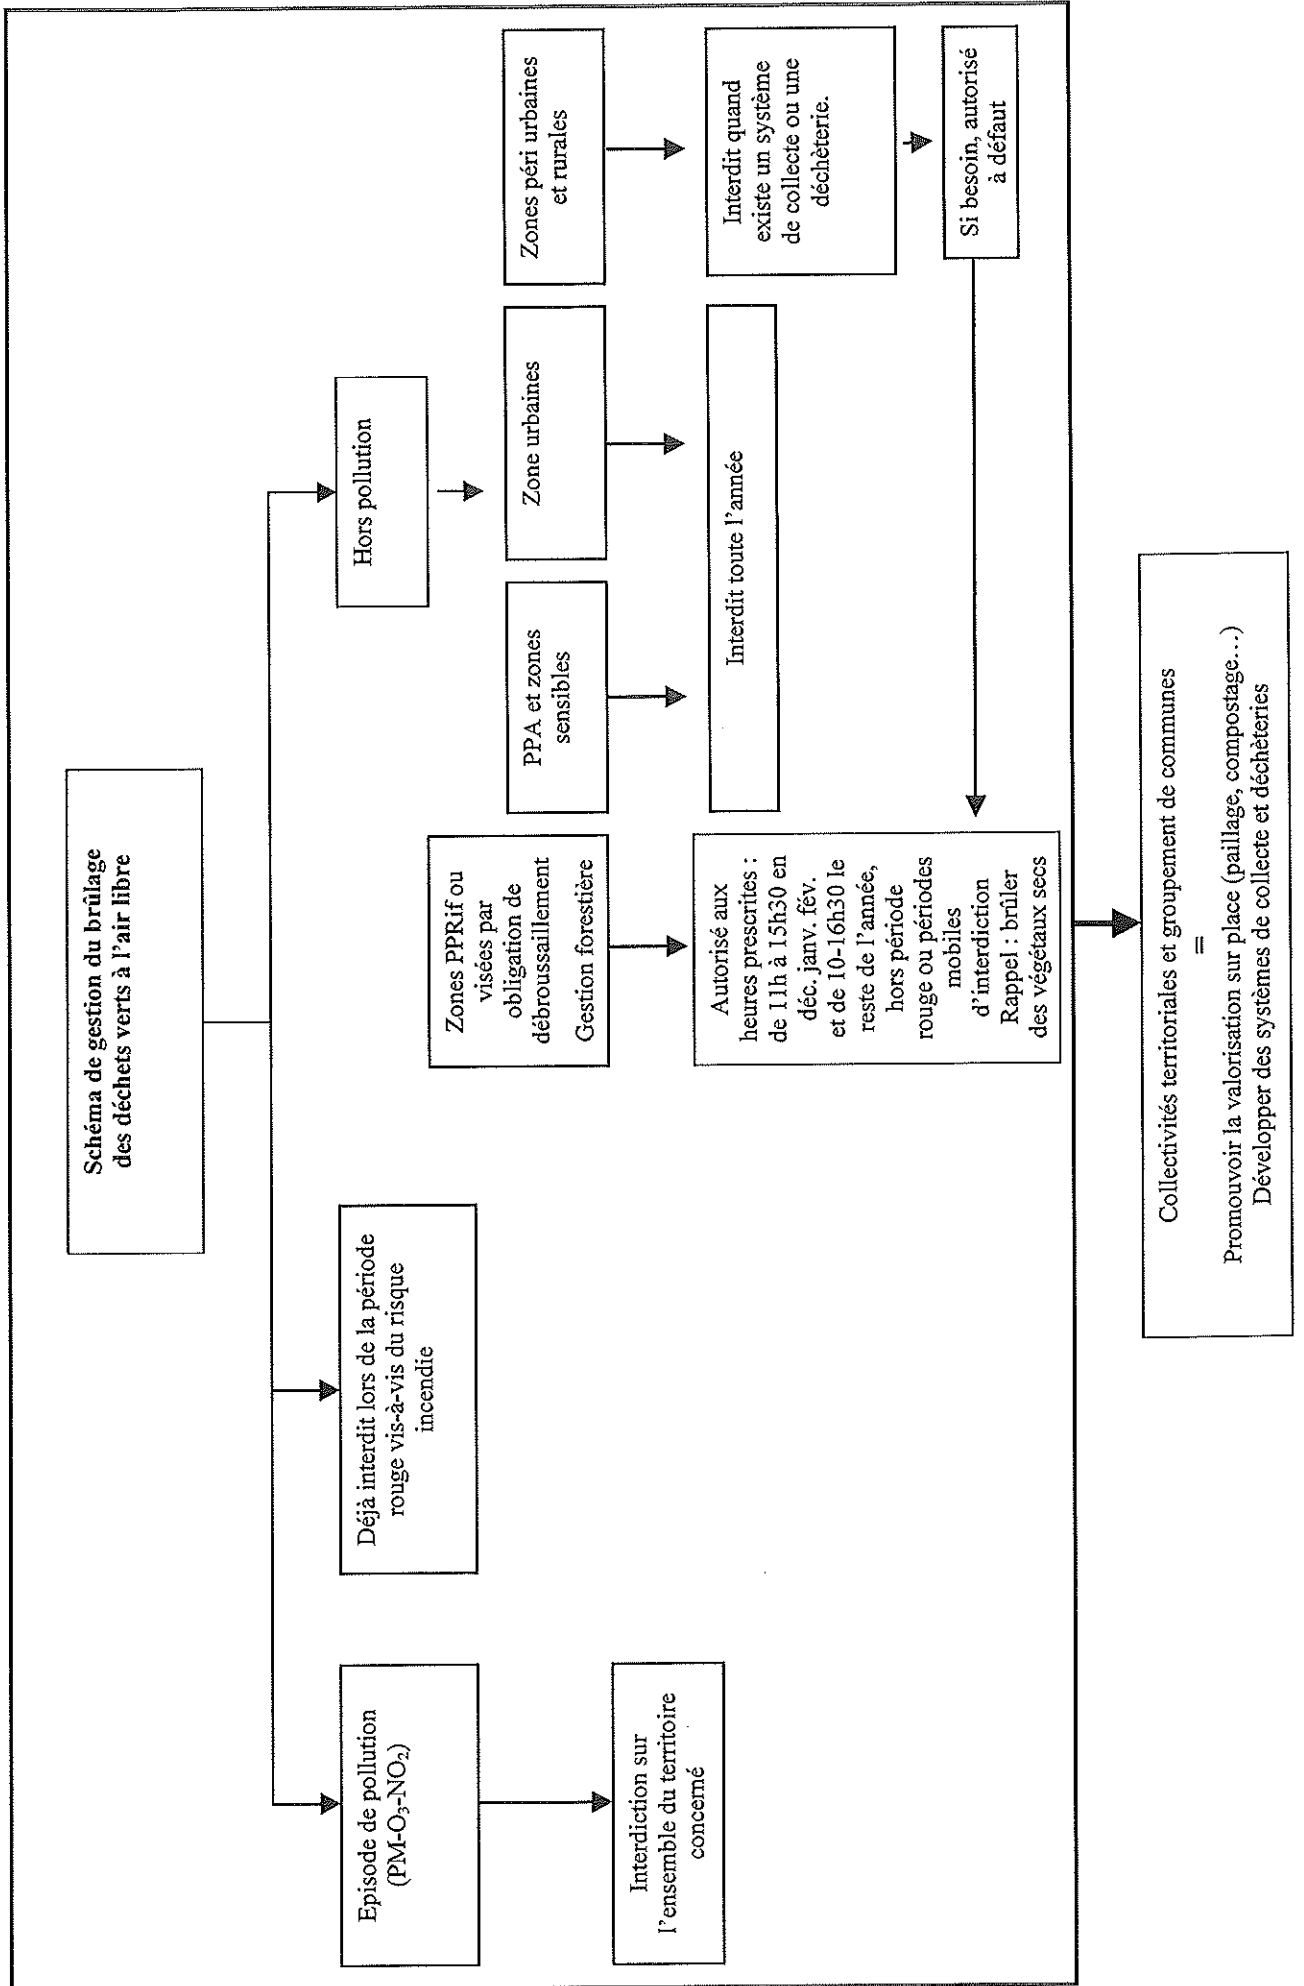 Schéma de gestion du brûlage
des déchets verts à l'air libre
Episode de pollution
(PM-O₃-NO₂)
Déjà interdit lors de la période
rouge vis-à-vis du risque
incendie
Hors pollution
Interdiction sur
l'ensemble du territoire
concerné
Zones PPRif ou
visées par
obligation de
débroussaillement
Gestion forestière
PPA et zones
sensibles
Zone urbaines
Zones péri urbaines
et rurales
Autorisé aux
heures prescrites :
de 11h à 15h30 en
déc. janv. fév.
et de 10-16h30 le
reste de l'année,
hors période
rouge ou périodes
mobiles
d'interdiction
Rappel : brûler
des végétaux secs
Interdit toute l'année
Interdit quand
existe un système
de collecte ou une
déchèterie.
Si besoin, autorisé
à défaut
Collectivités territoriales et groupement de communes
=
Promouvoir la valorisation sur place (paillage, compostage…)
Développer des systèmes de collecte et déchèteries